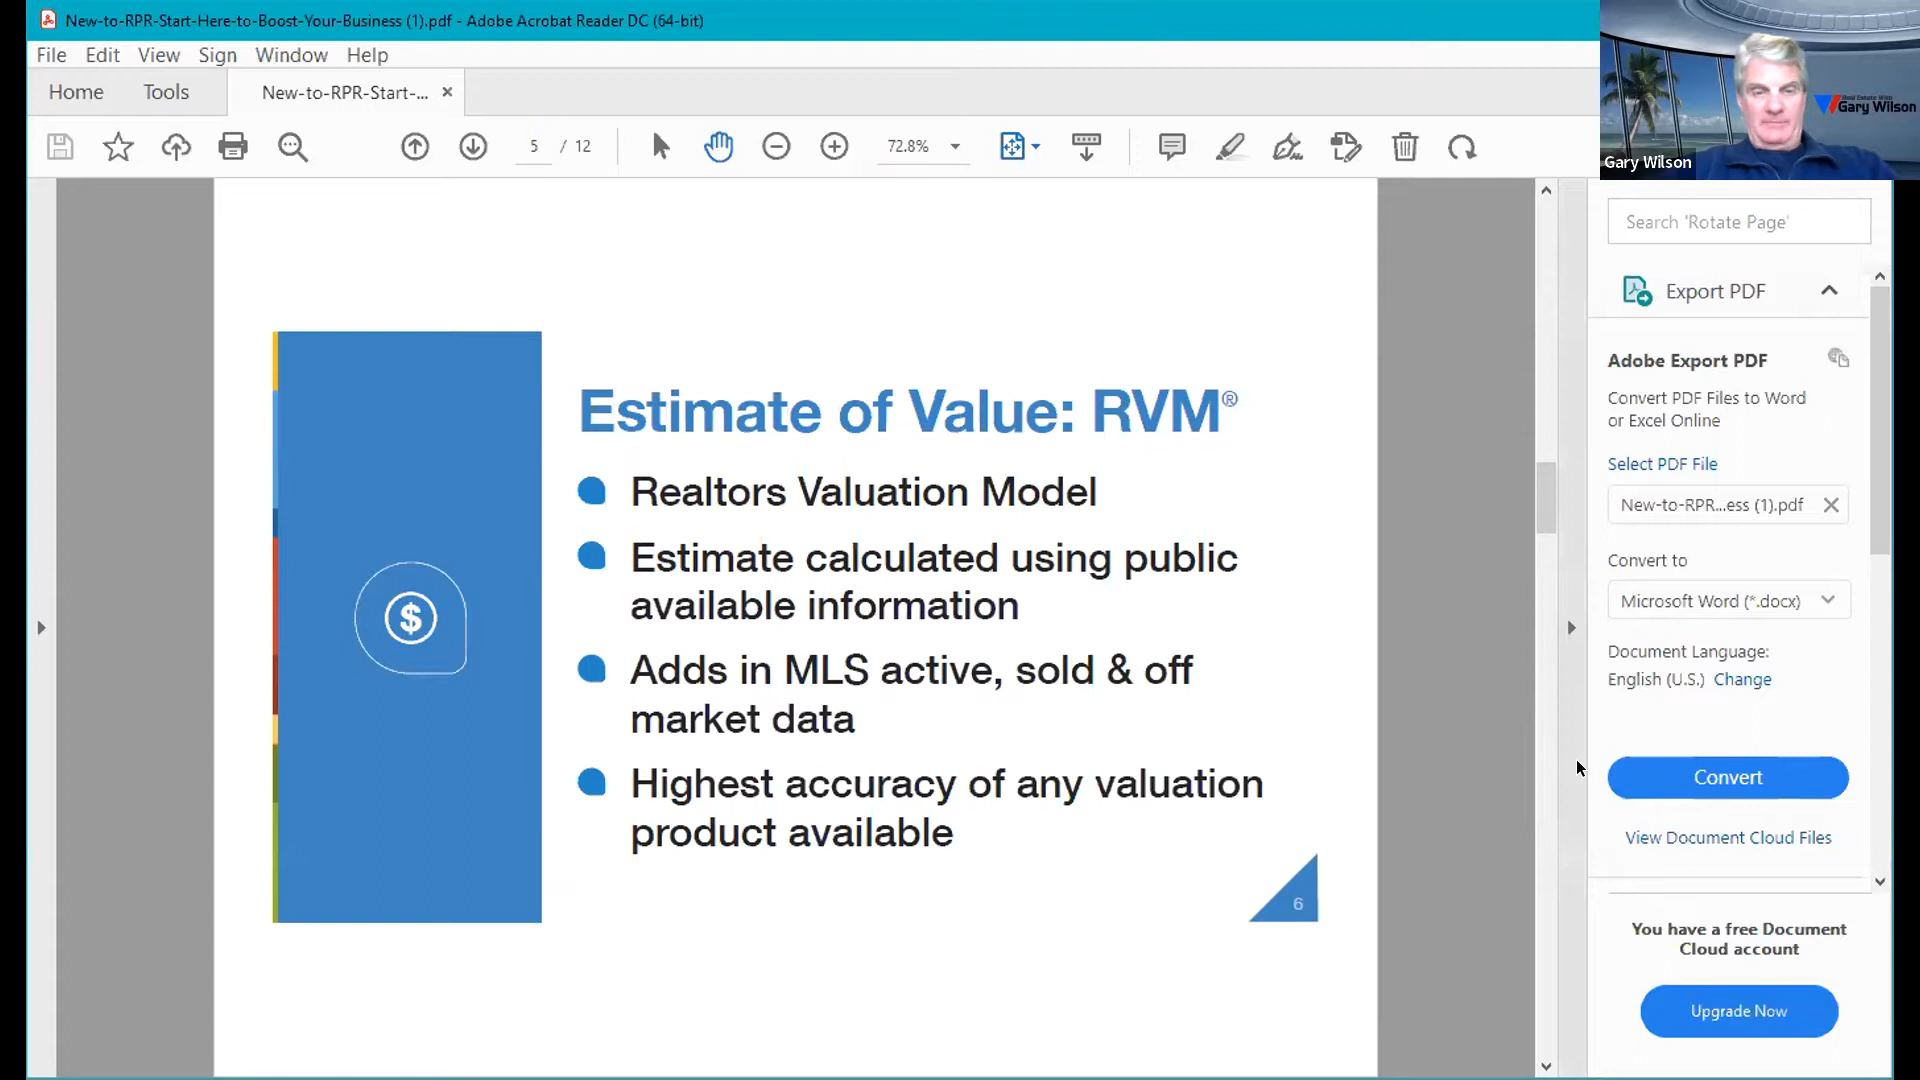 New-to-RPR-Start-Here-to-Boost-Your-Business (1).pdf - Adobe Acrobat Reader DC (64-bit)
File Edit View Sign Window Help
Home Tools New-to-RPR-Start-... ×
5 / 12 72.8%
Real Estate With
Gary Wilson
Gary Wilson
Estimate of Value: RVM®
Realtors Valuation Model
Estimate calculated using public
available information
Adds in MLS active, sold & off
market data
Highest accuracy of any valuation
product available
$
6
Search 'Rotate Page'
Export PDF
Adobe Export PDF
Convert PDF Files to Word
or Excel Online
Select PDF File
New-to-RPR...ess (1).pdf
Convert to
Microsoft Word (*.docx)
Document Language:
English (U.S.) Change
Convert
View Document Cloud Files
You have a free Document
Cloud account
Upgrade Now